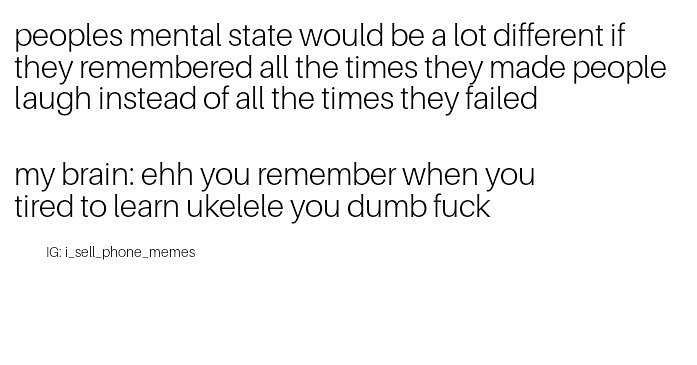 peoples mental state would be a lot different if
they remembered all the times they made people
laugh instead of all the times they failed
my brain: ehh you remember when you
tired to learn ukelele you dumb fuck
IG: i_sell_phone_memes